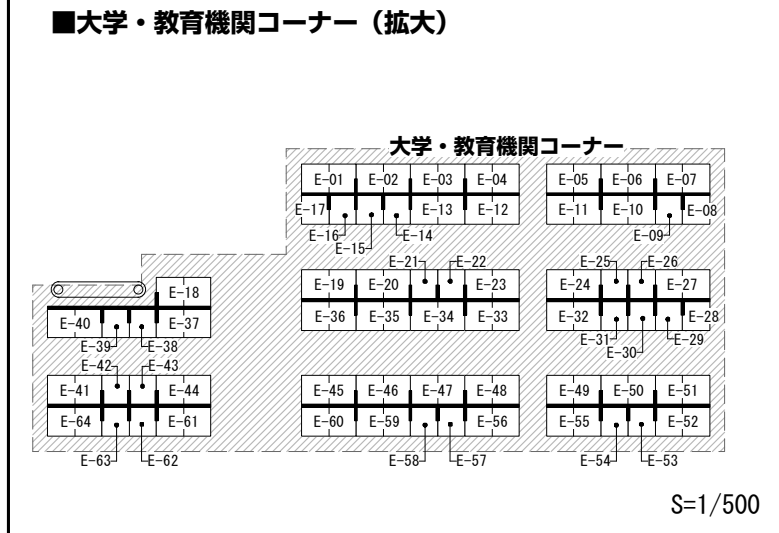 ■大学・教育機関コーナー（拡大）
大学・教育機関コーナー
E-01 E-02 E-03 E-04 E-05 E-06 E-07
E-17 E-13 E-12 E-11 E-10 E-08
E-16 E-14 E-09
E-15
E-21 E-22 E-25 E-26
E-18 E-19 E-20 E-23 E-24 E-27
E-40 E-37 E-36 E-35 E-34 E-33 E-32 E-28
E-39 E-38 E-31 E-29
E-30
E-42 E-43
E-41 E-44 E-45 E-46 E-47 E-48 E-49 E-50 E-51
E-64 E-61 E-60 E-59 E-56 E-55 E-52
E-63 E-62 E-58 E-57 E-54 E-53
S=1/500